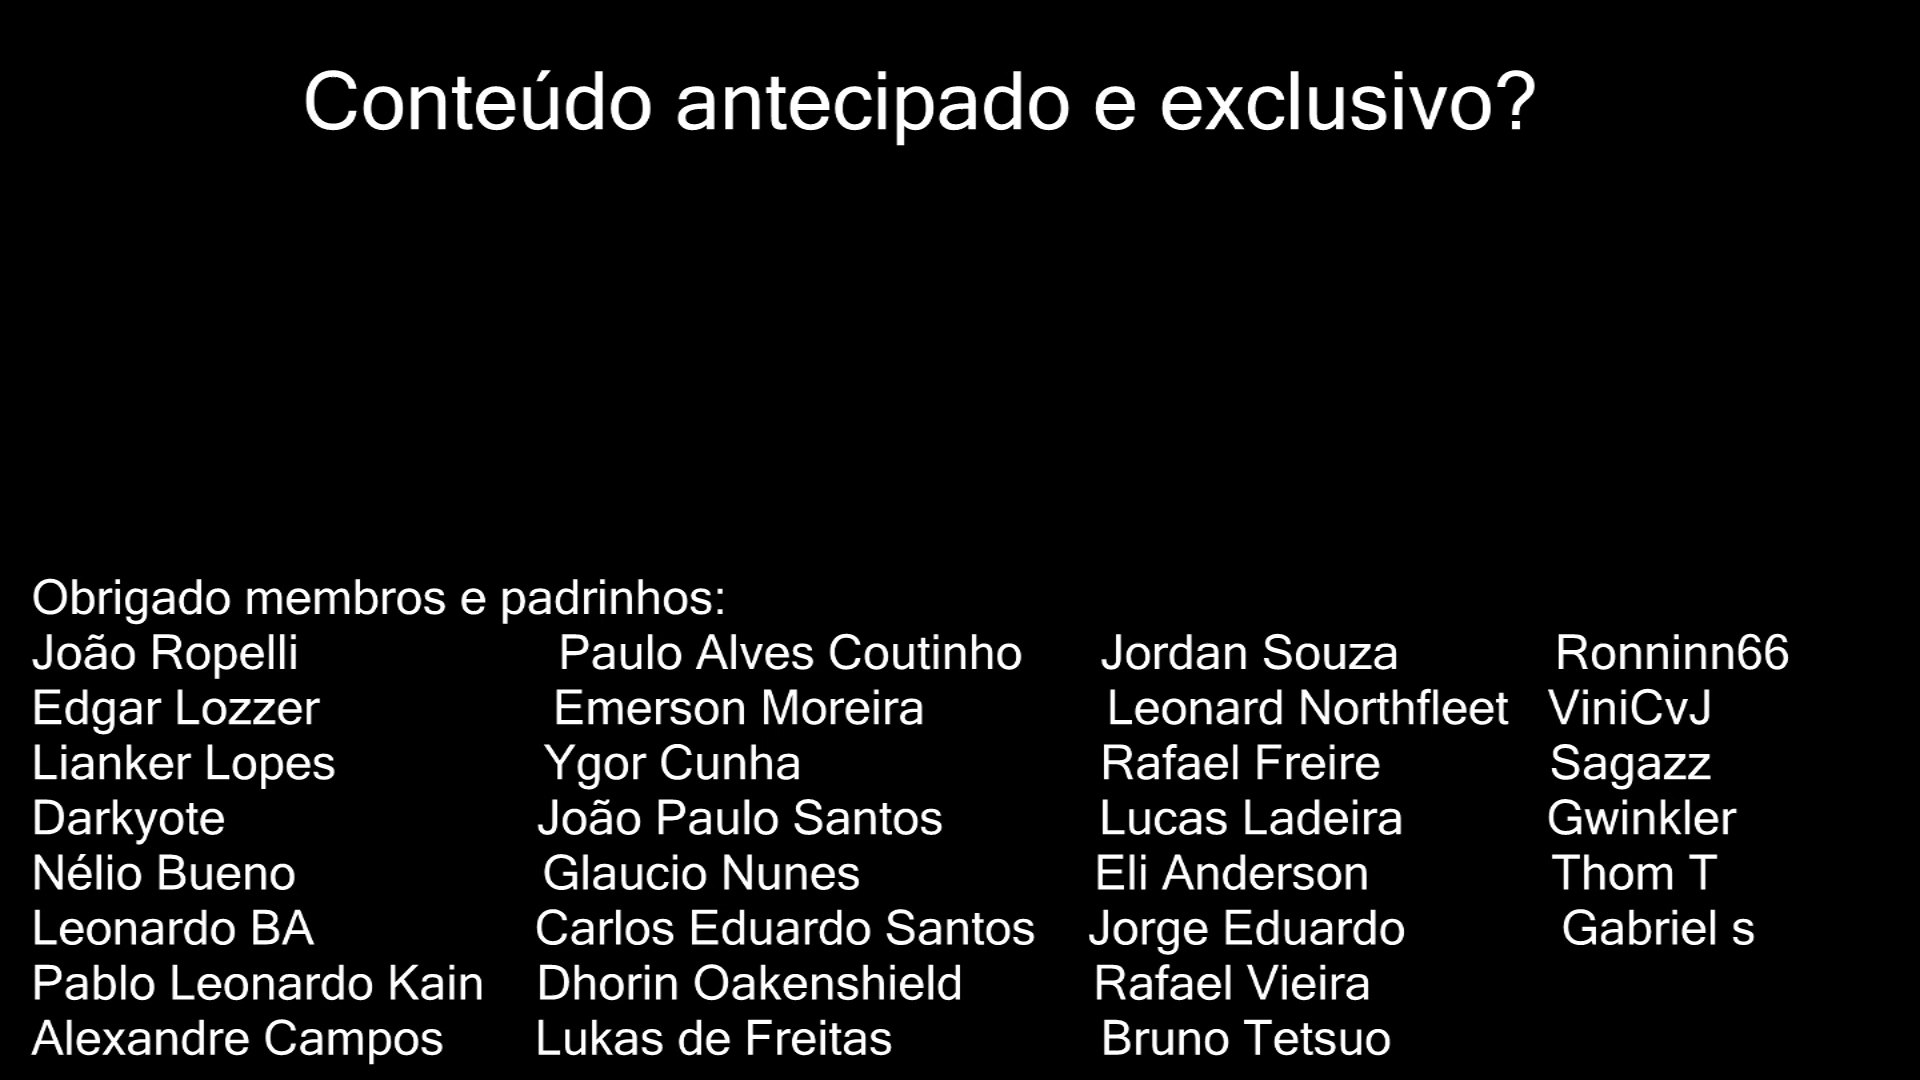 Conteúdo antecipado e exclusivo?
Obrigado membros e padrinhos:
João Ropelli Paulo Alves Coutinho Jordan Souza Ronninn66
Edgar Lozzer Emerson Moreira Leonard Northfleet ViniCvJ
Lianker Lopes Ygor Cunha Rafael Freire Sagazz
Darkyote João Paulo Santos Lucas Ladeira Gwinkler
Nélio Bueno Glaucio Nunes Eli Anderson Thom T
Leonardo BA Carlos Eduardo Santos Jorge Eduardo Gabriel s
Pablo Leonardo Kain Dhorin Oakenshield Rafael Vieira
Alexandre Campos Lukas de Freitas Bruno Tetsuo